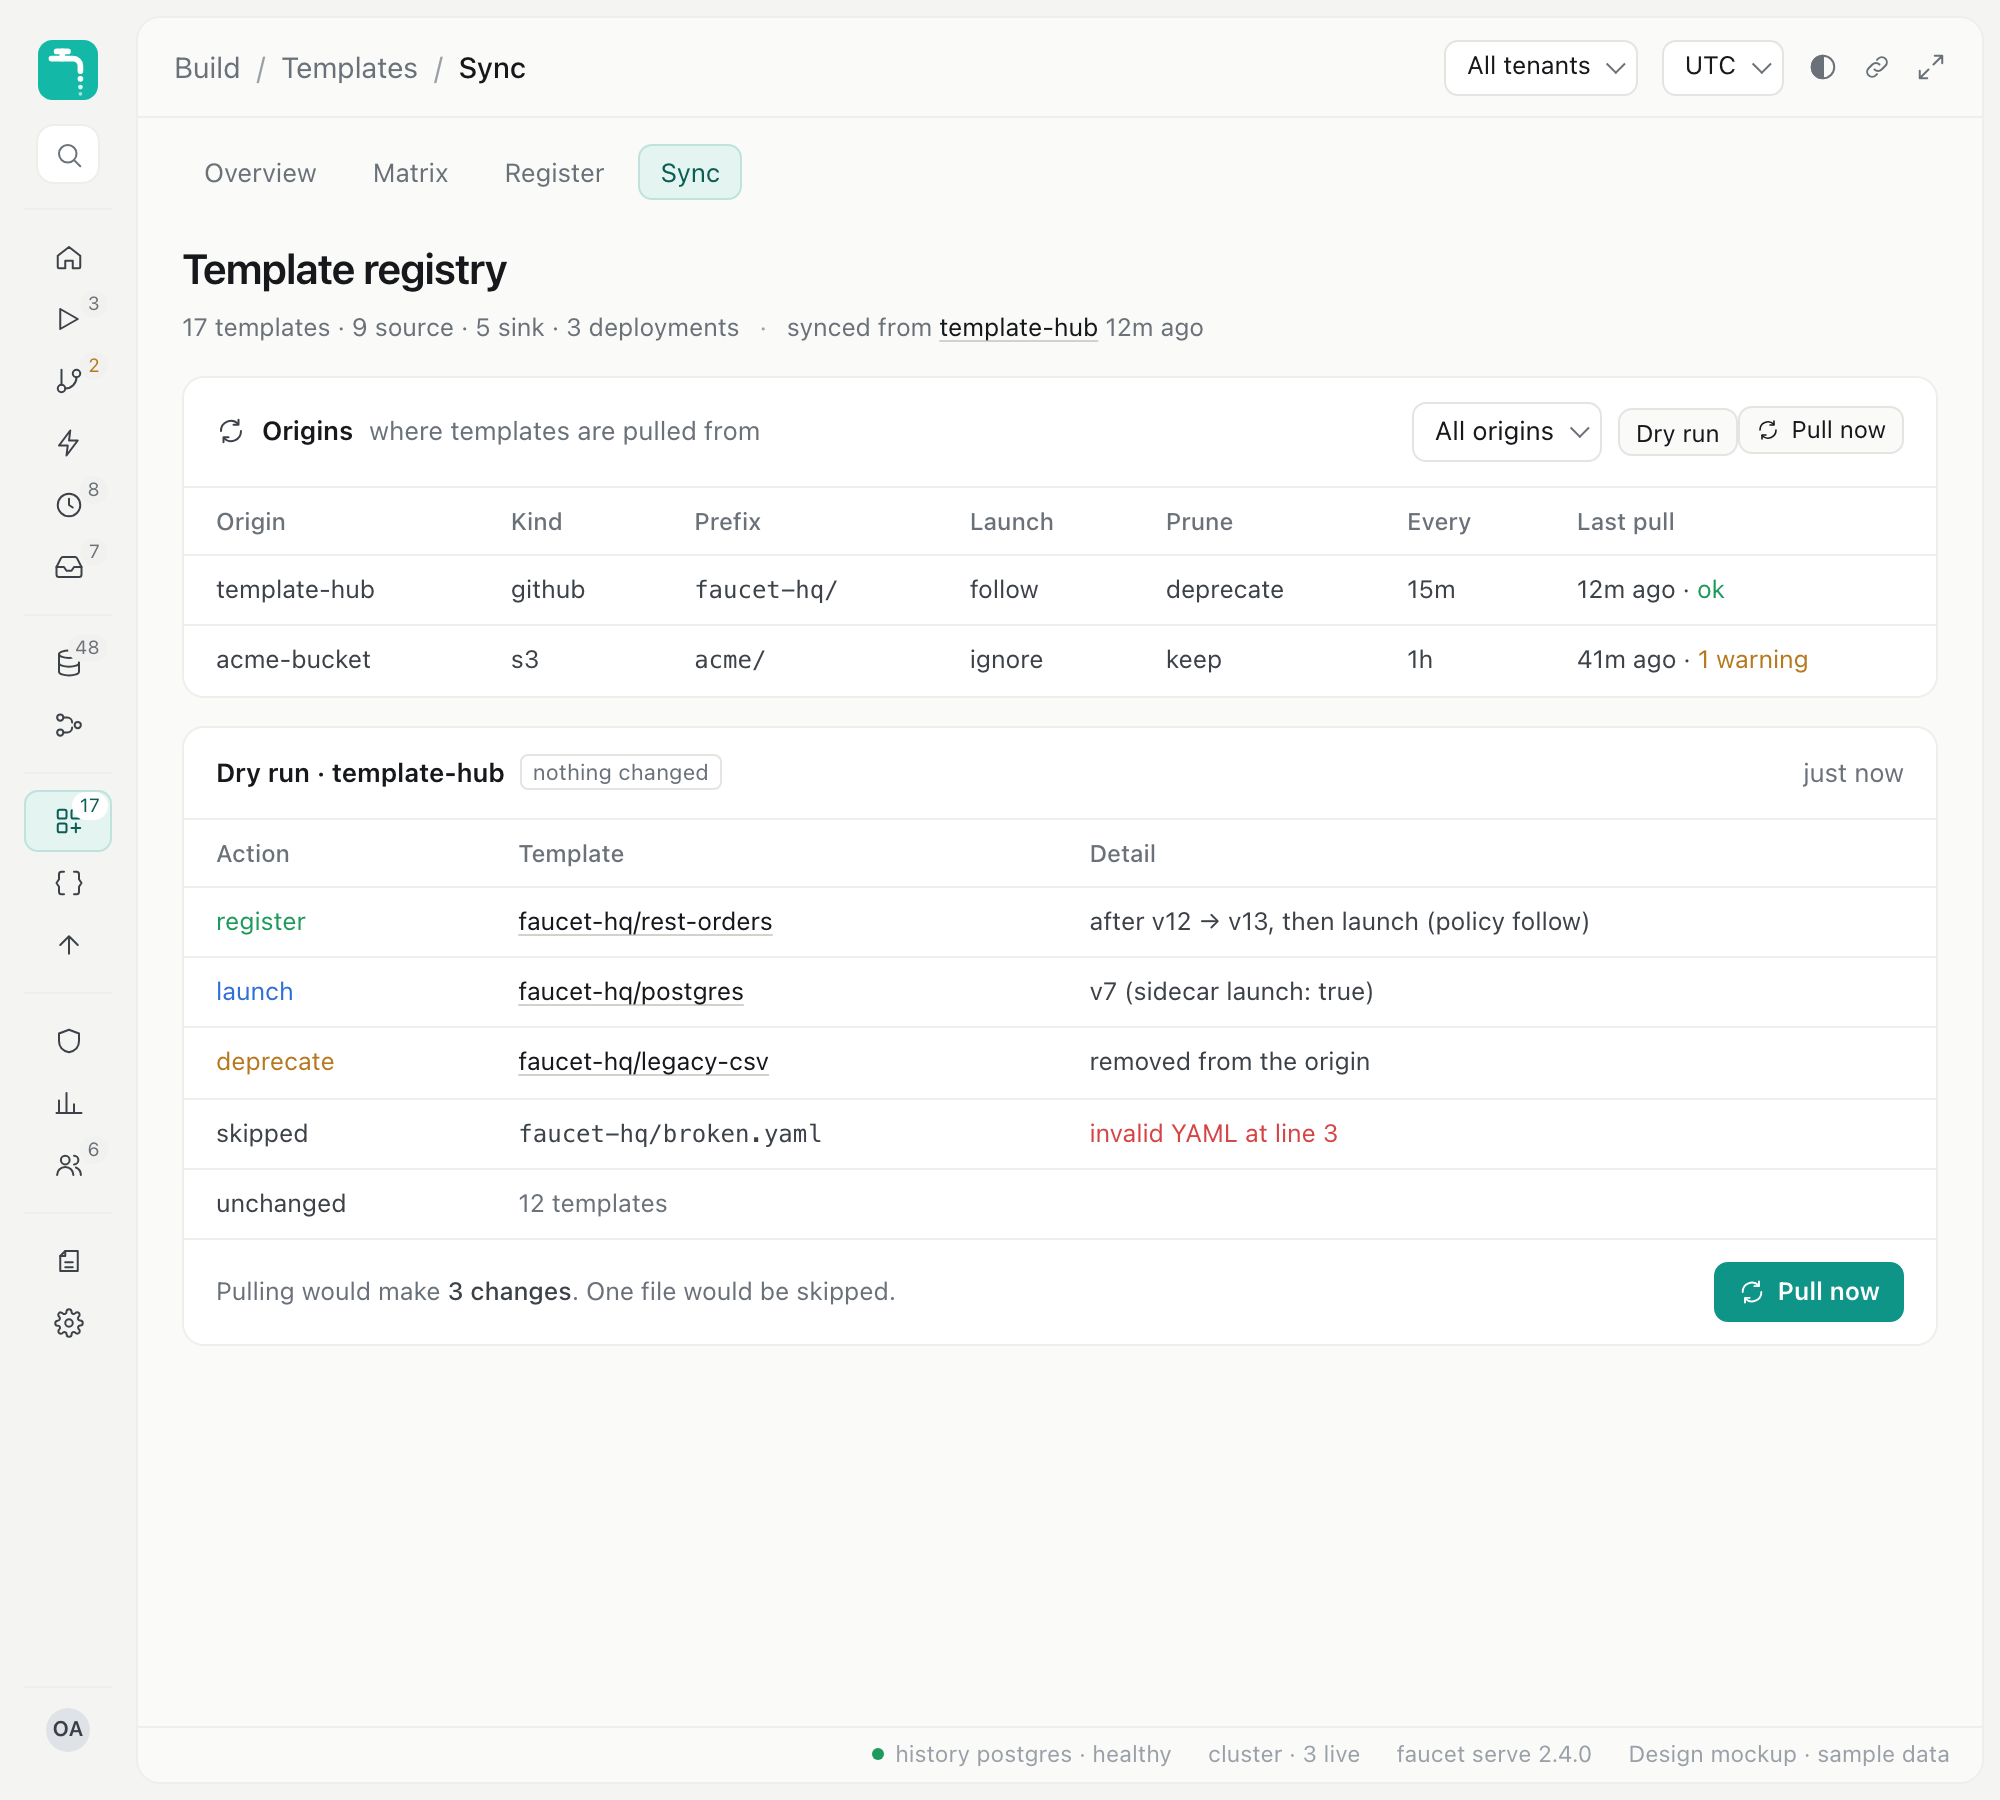 Build / Templates / Sync
All tenants
UTC
Overview
Matrix
Register
Sync
Template registry
17 templates · 9 source · 5 sink · 3 deployments · synced from template-hub 12m ago
Origins where templates are pulled from
All origins
Dry run
Pull now
Origin Kind Prefix Launch Prune Every Last pull
template-hub github faucet-hq/ follow deprecate 15m 12m ago · ok
acme-bucket s3 acme/ ignore keep 1h 41m ago · 1 warning
Dry run · template-hub nothing changed just now
Action Template Detail
register faucet-hq/rest-orders after v12 → v13, then launch (policy follow)
launch faucet-hq/postgres v7 (sidecar launch: true)
deprecate faucet-hq/legacy-csv removed from the origin
skipped faucet-hq/broken.yaml invalid YAML at line 3
unchanged 12 templates
Pulling would make 3 changes. One file would be skipped.
Pull now
3
2
8
7
48
17
6
OA
history postgres · healthy cluster · 3 live faucet serve 2.4.0 Design mockup · sample data